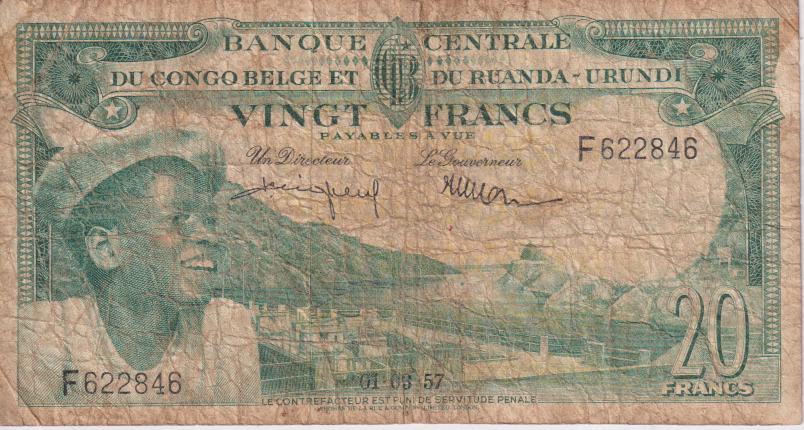 BANQUE CENTRALE
DU CONGO BELGE ET DU RUANDA-URUNDI
VINGT FRANCS
PAYABLES A VUE
Un Directeur Le Gouverneur
F622846
20
FRANCS
F622846
01-03-57
LE CONTREFACTEUR EST PUNI DE SERVITUDE PENALE